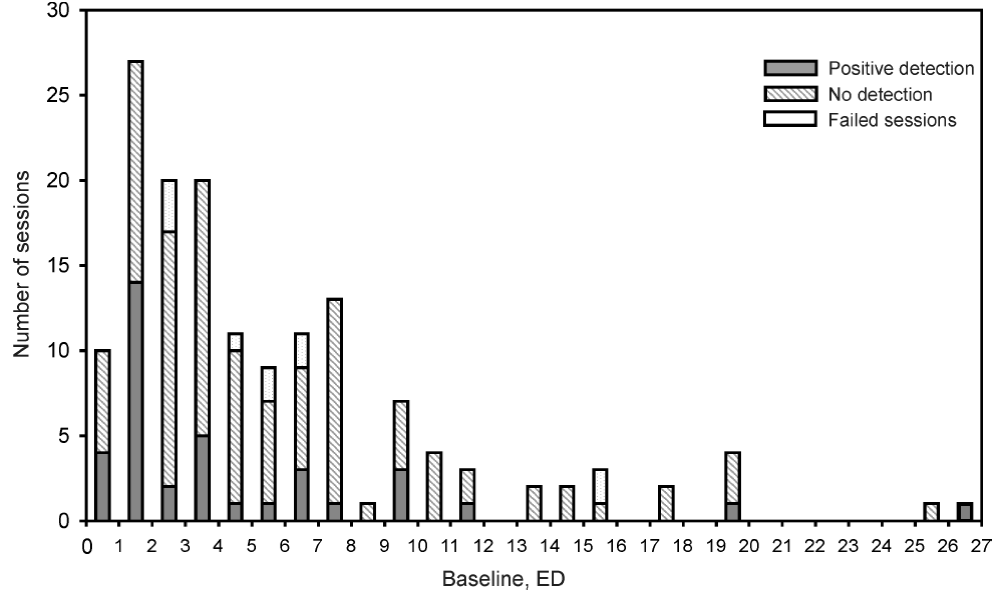 30
25
20
15
10
5
0
Number of sessions
Positive detection
No detection
Failed sessions
0 1 2 3 4 5 6 7 8 9 10 11 12 13 14 15 16 17 18 19 20 21 22 23 24 25 26 27
Baseline, ED